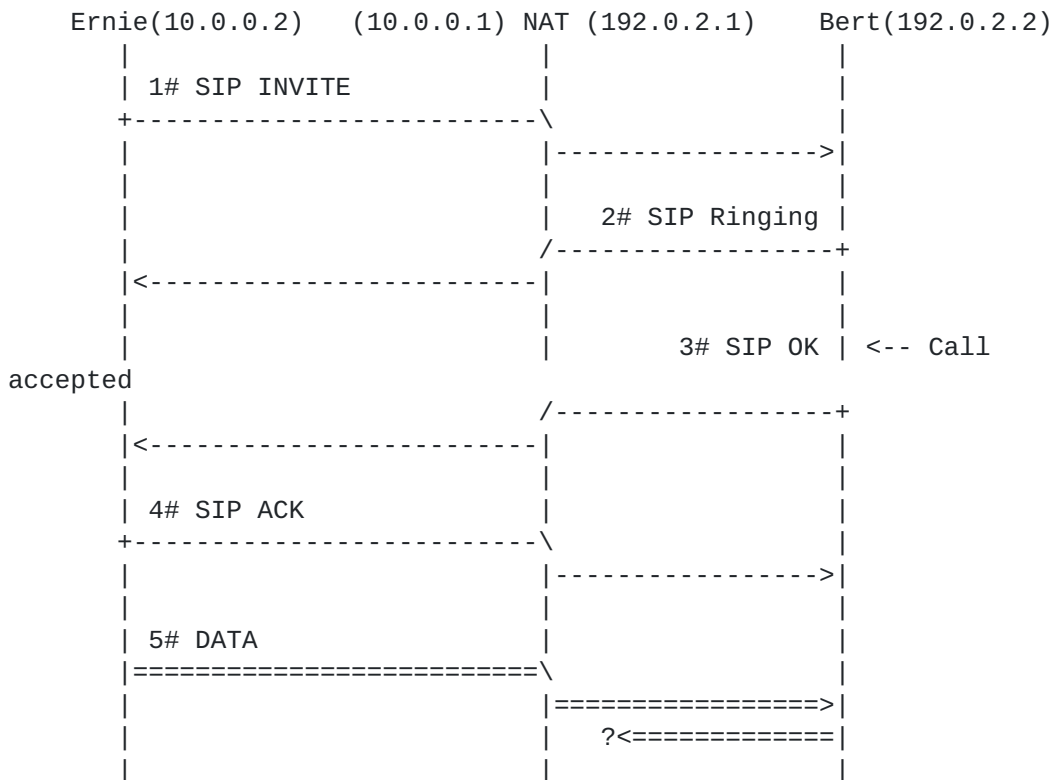 Ernie(10.0.0.2) (10.0.0.1) NAT (192.0.2.1) Bert(192.0.2.2)
1# SIP INVITE
2# SIP Ringing
3# SIP OK | <-- Call
accepted
4# SIP ACK
5# DATA
?